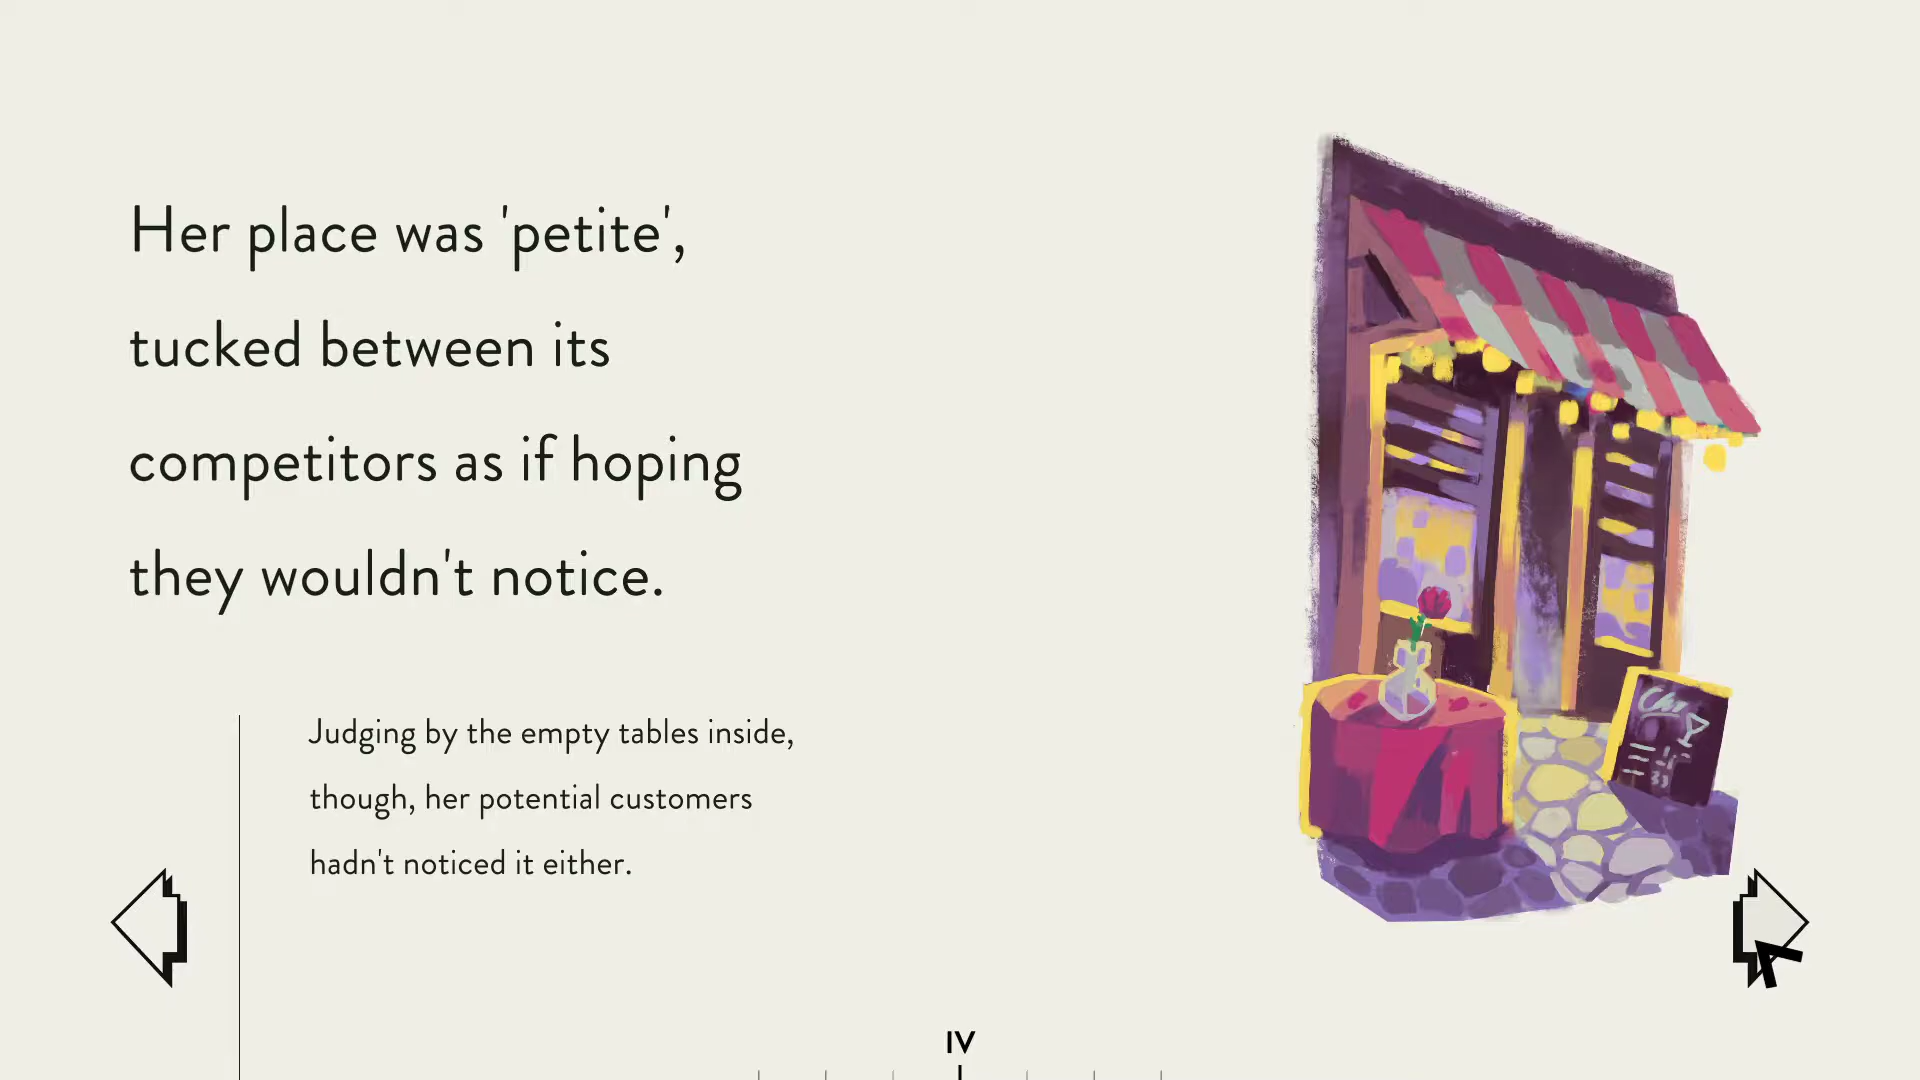 Her place was 'petite',
tucked between its
competitors as if hoping
they wouldn't notice.
Judging by the empty tables inside,
though, her potential customers
hadn't noticed it either.
IV